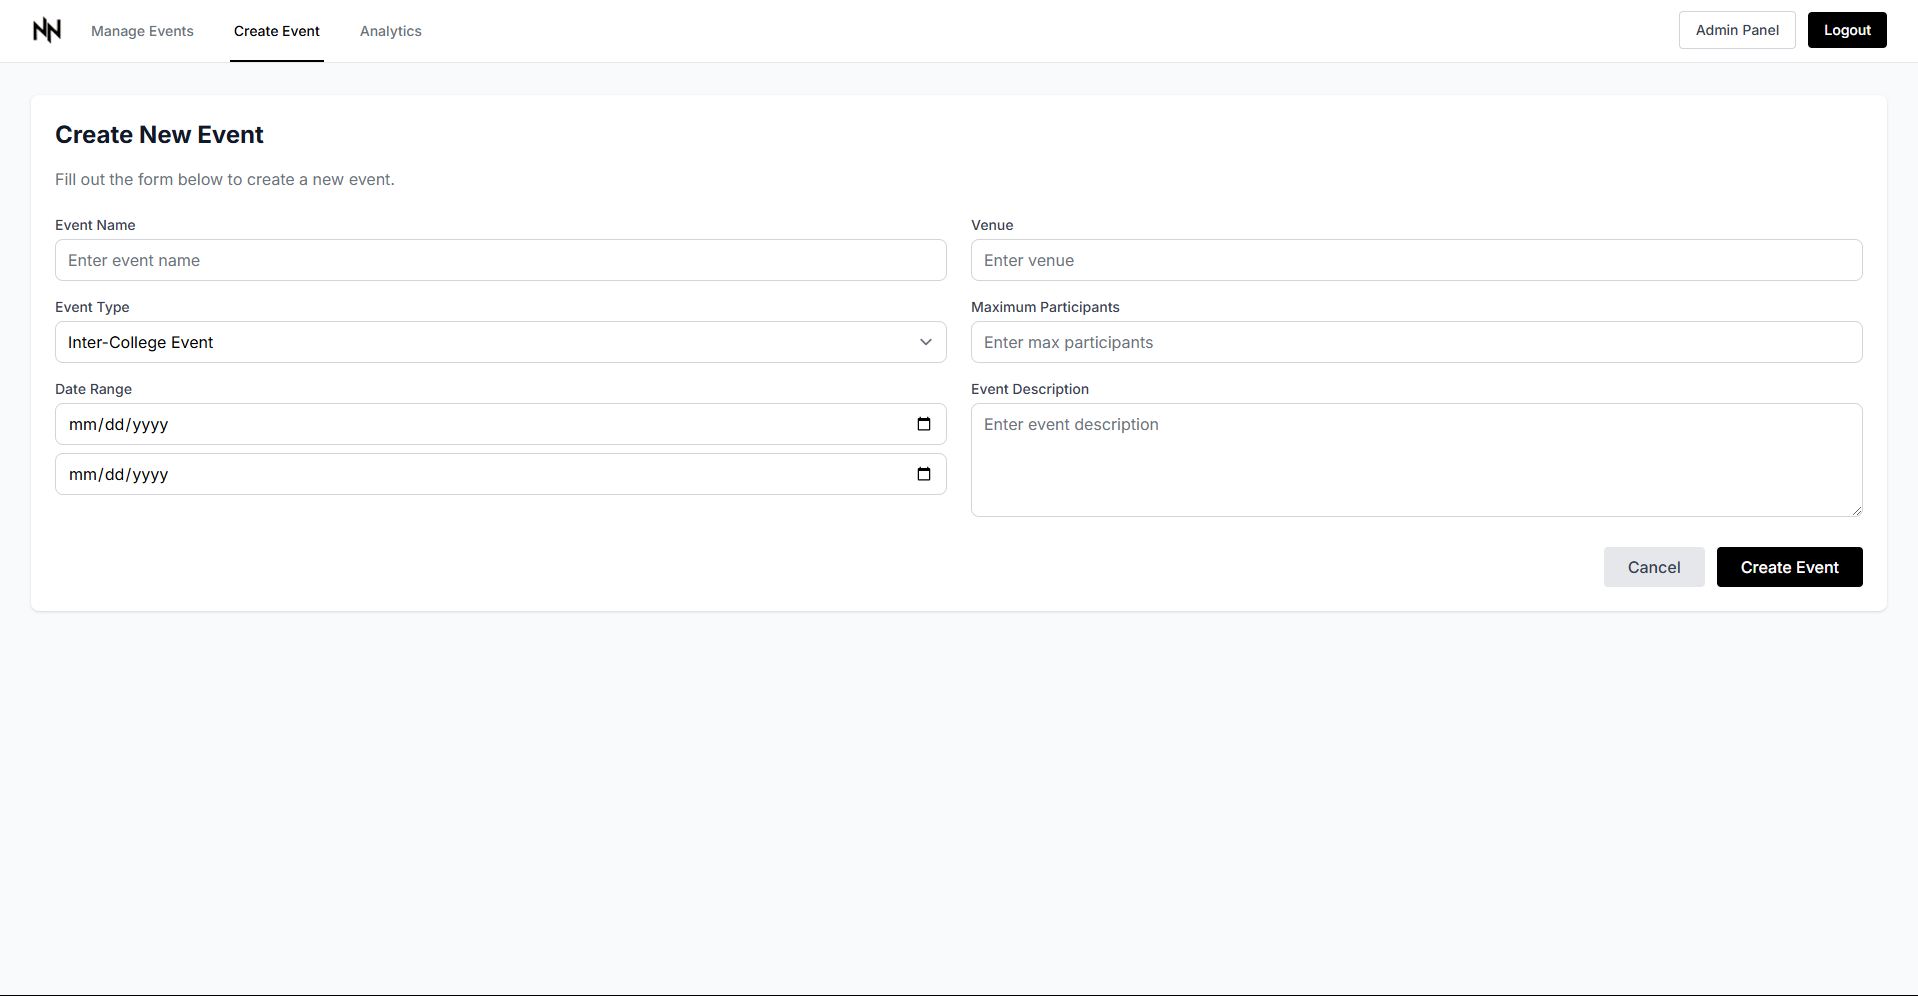 Manage Events
Create Event
Analytics
Admin Panel
Logout
Create New Event
Fill out the form below to create a new event.
Event Name
Enter event name
Venue
Enter venue
Event Type
Inter-College Event
Maximum Participants
Enter max participants
Date Range
mm/dd/yyyy
mm/dd/yyyy
Event Description
Enter event description
Cancel
Create Event